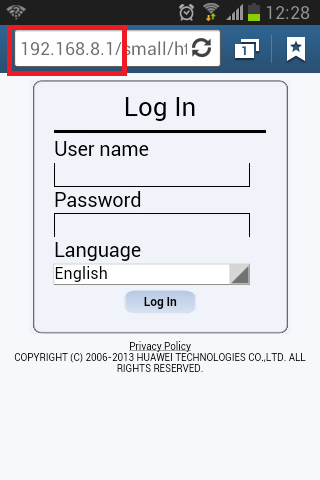 12:28
192.168.8.1/small/ht
1
Log In
User name
Password
Language
English
Log In
Privacy Policy
COPYRIGHT (C) 2006-2013 HUAWEI TECHNOLOGIES CO.,LTD. ALL
RIGHTS RESERVED.